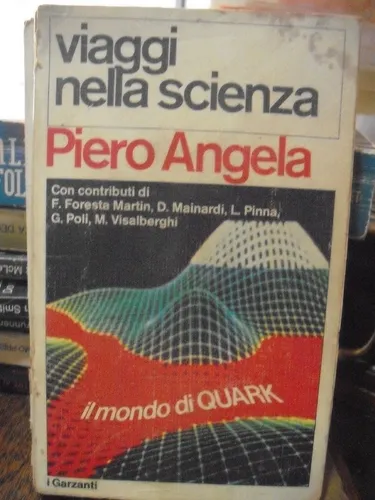 viaggi
nella scienza
Piero Angela
Con contributi di
F. Foresta Martin, D. Mainardi, L. Pinna,
G. Poli, M. Visalberghi
il mondo di QUARK
i Garzanti